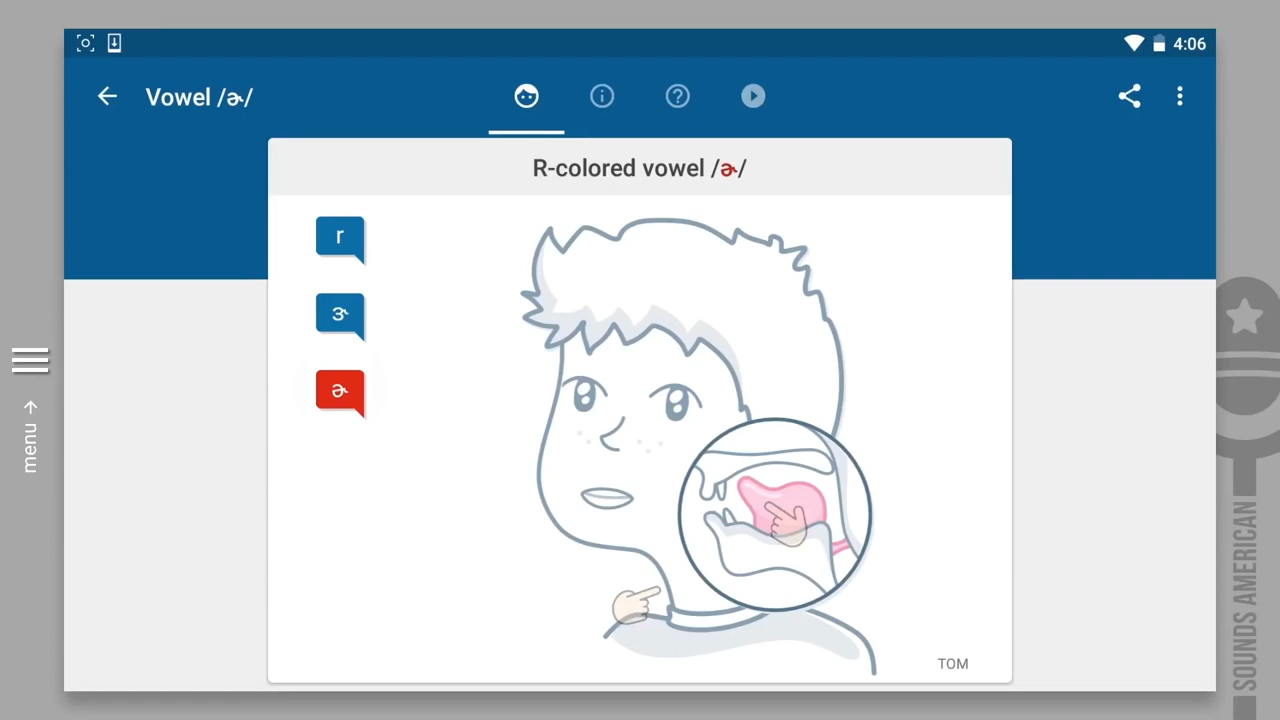 4:06
Vowel /ɚ/
R-colored vowel /ɚ/
r
ɝ
ɚ
menu
TOM
SOUNDS AMERICAN